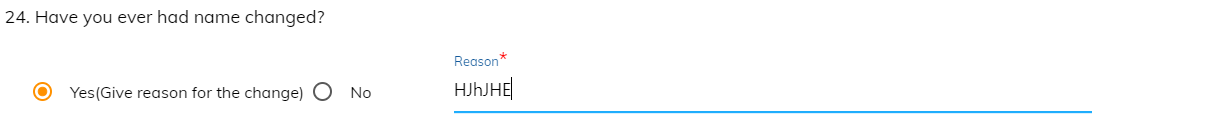 24. Have you ever had name changed?
Reason*
Yes(Give reason for the change) No HJhJHE